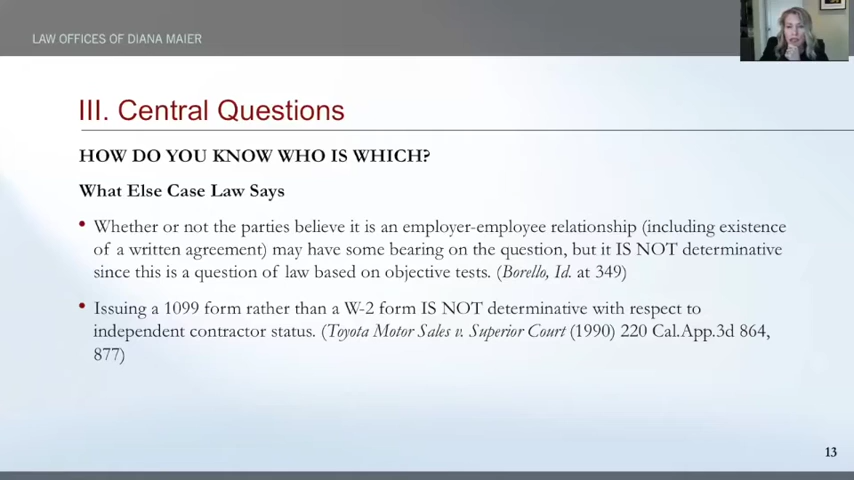 LAW OFFICES OF DIANA MAIER
III. Central Questions
HOW DO YOU KNOW WHO IS WHICH?
What Else Case Law Says
• Whether or not the parties believe it is an employer-employee relationship (including existence
of a written agreement) may have some bearing on the question, but it IS NOT determinative
since this is a question of law based on objective tests. (Borello, Id. at 349)
• Issuing a 1099 form rather than a W-2 form IS NOT determinative with respect to
independent contractor status. (Toyota Motor Sales v. Superior Court (1990) 220 Cal.App.3d 864,
877)
13